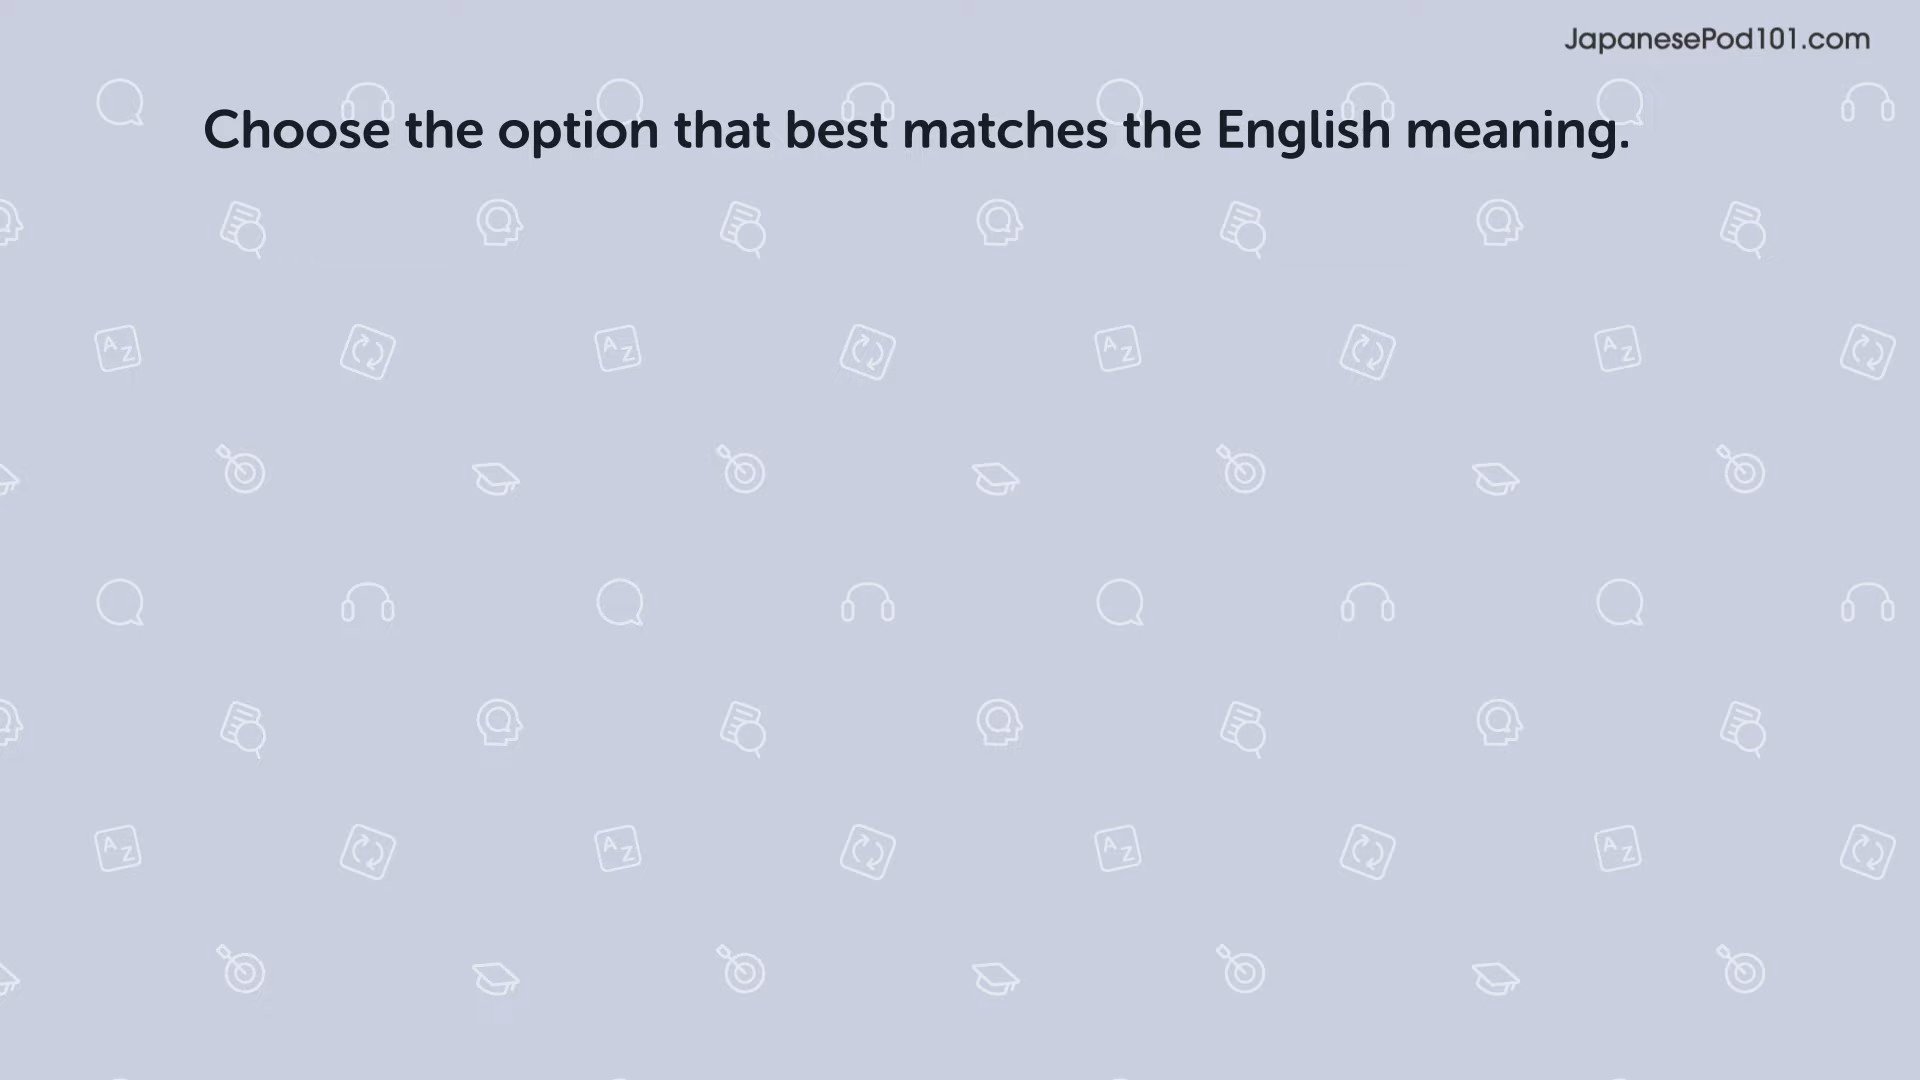 JapanesePod101.com
Choose the option that best matches the English meaning.